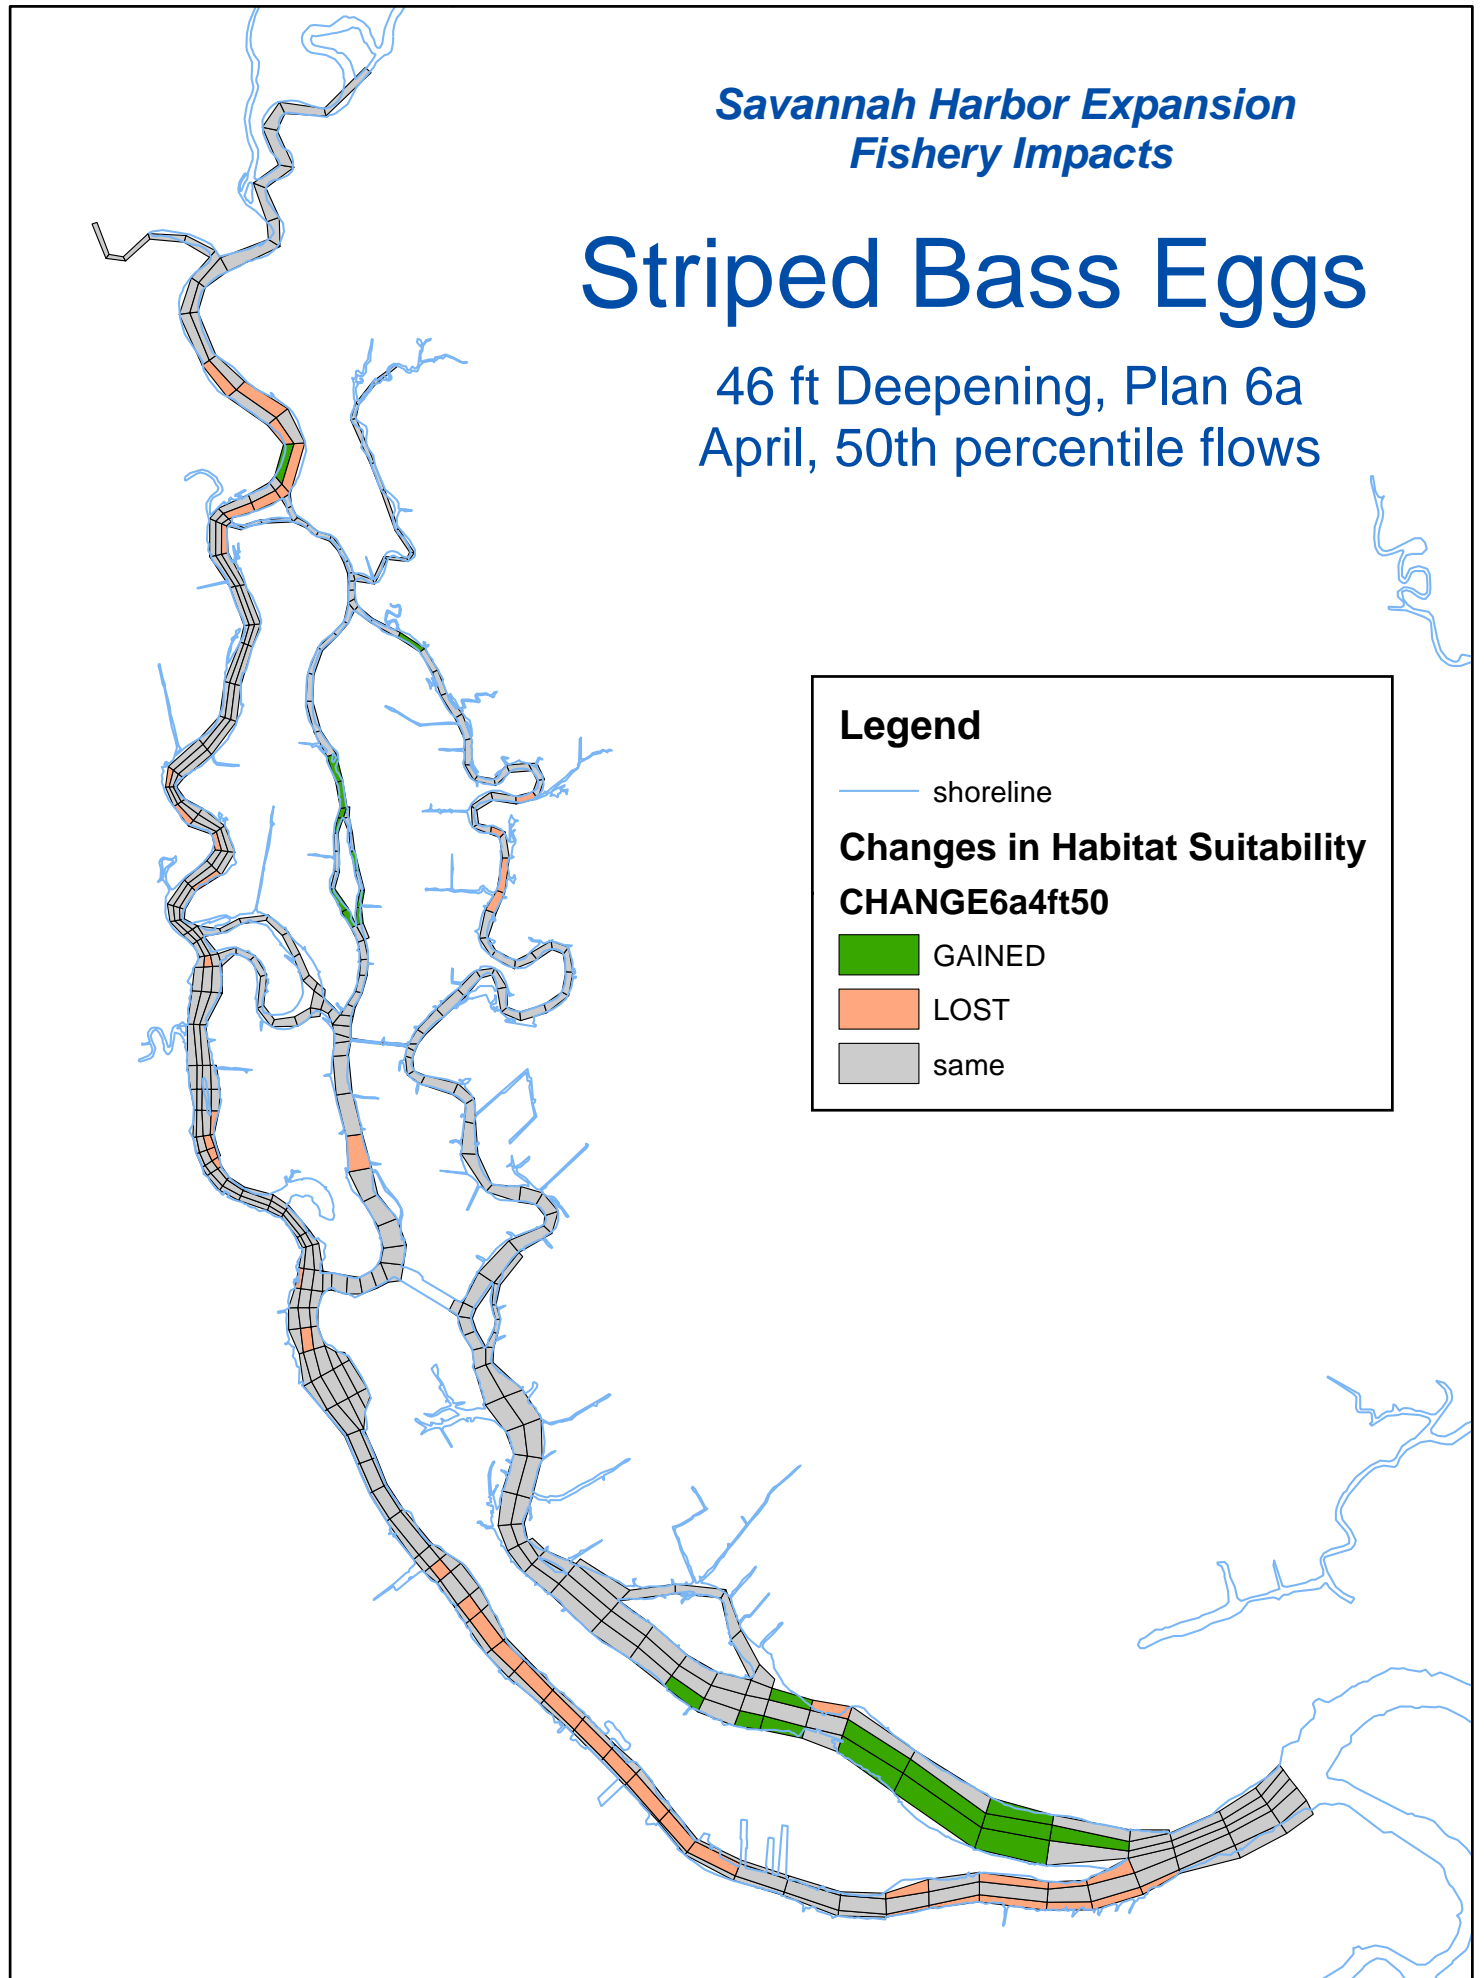 Savannah Harbor Expansion
Fishery Impacts
Striped Bass Eggs
46 ft Deepening, Plan 6a
April, 50th percentile flows
Legend
shoreline
Changes in Habitat Suitability
CHANGE6a4ft50
GAINED
LOST
same